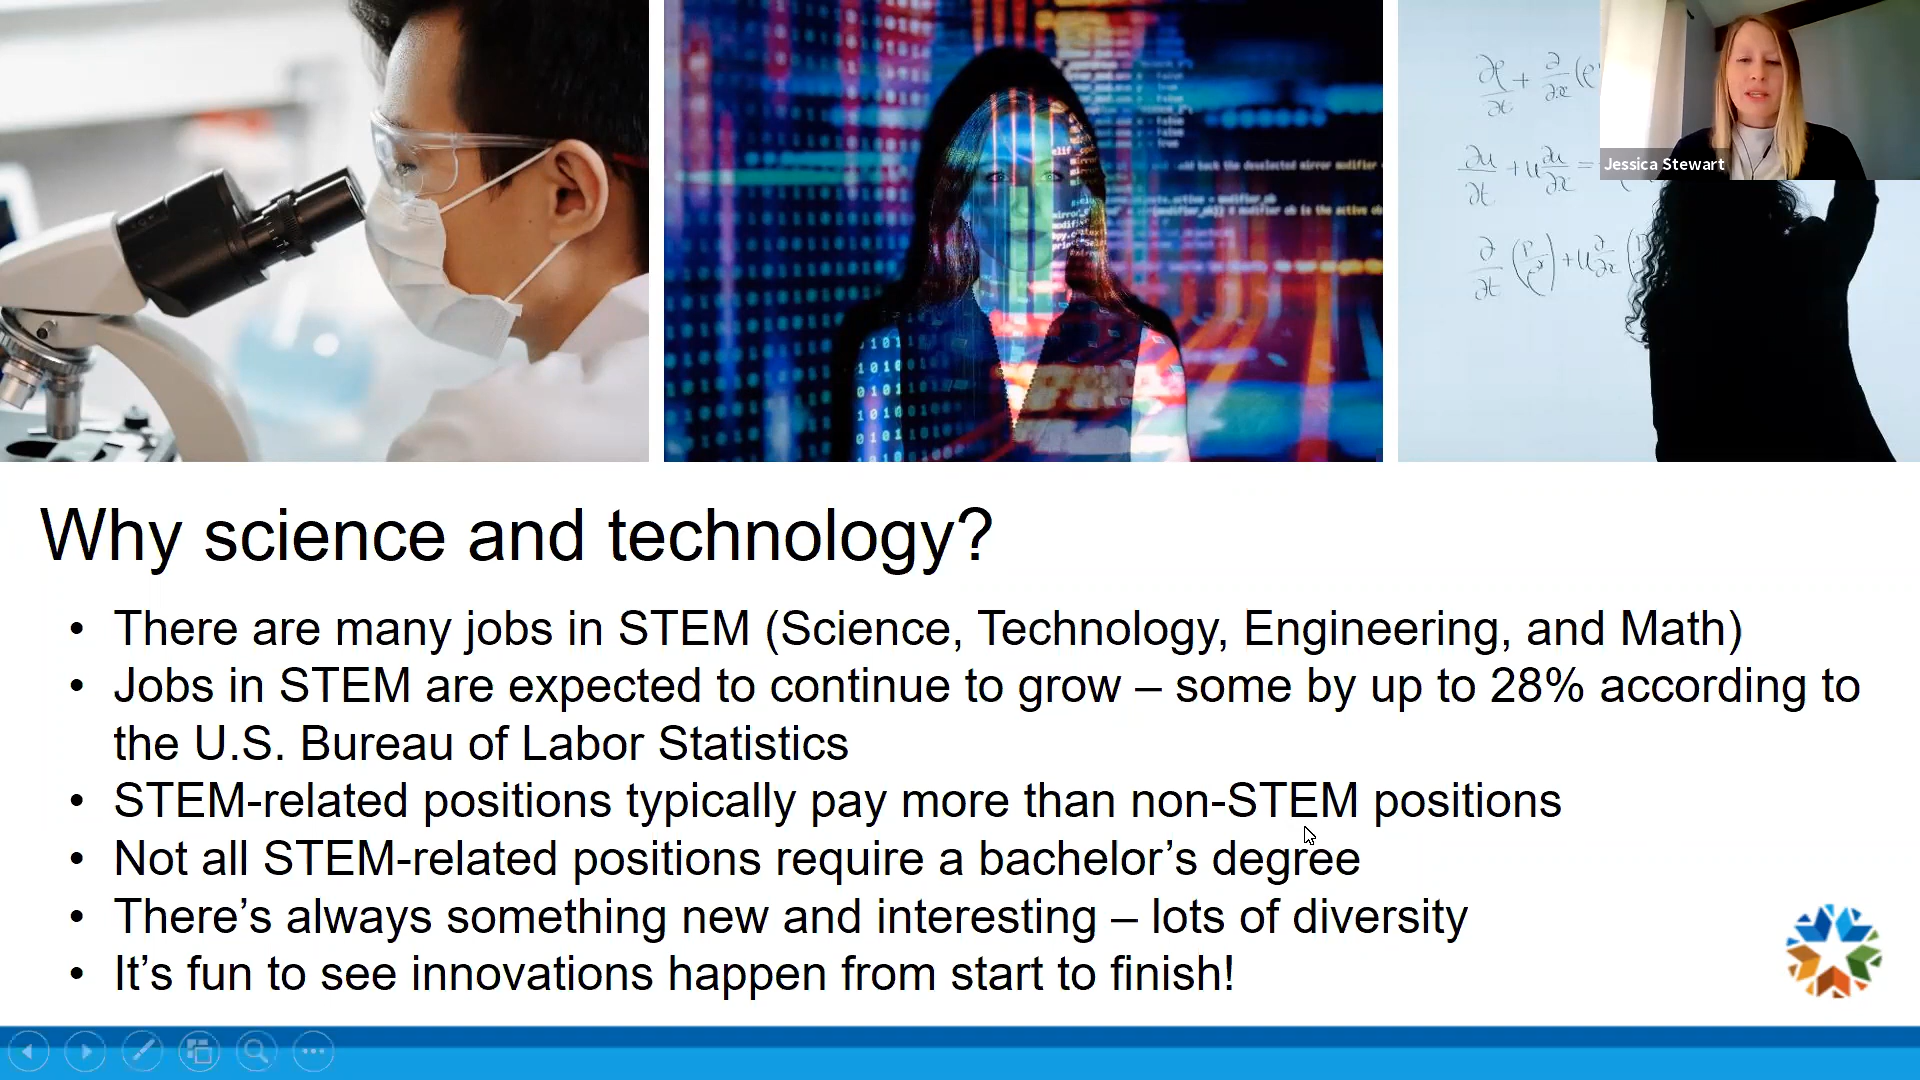 Jessica Stewart
Why science and technology?
• There are many jobs in STEM (Science, Technology, Engineering, and Math)
• Jobs in STEM are expected to continue to grow – some by up to 28% according to
the U.S. Bureau of Labor Statistics
• STEM-related positions typically pay more than non-STEM positions
• Not all STEM-related positions require a bachelor’s degree
• There’s always something new and interesting – lots of diversity
• It’s fun to see innovations happen from start to finish!